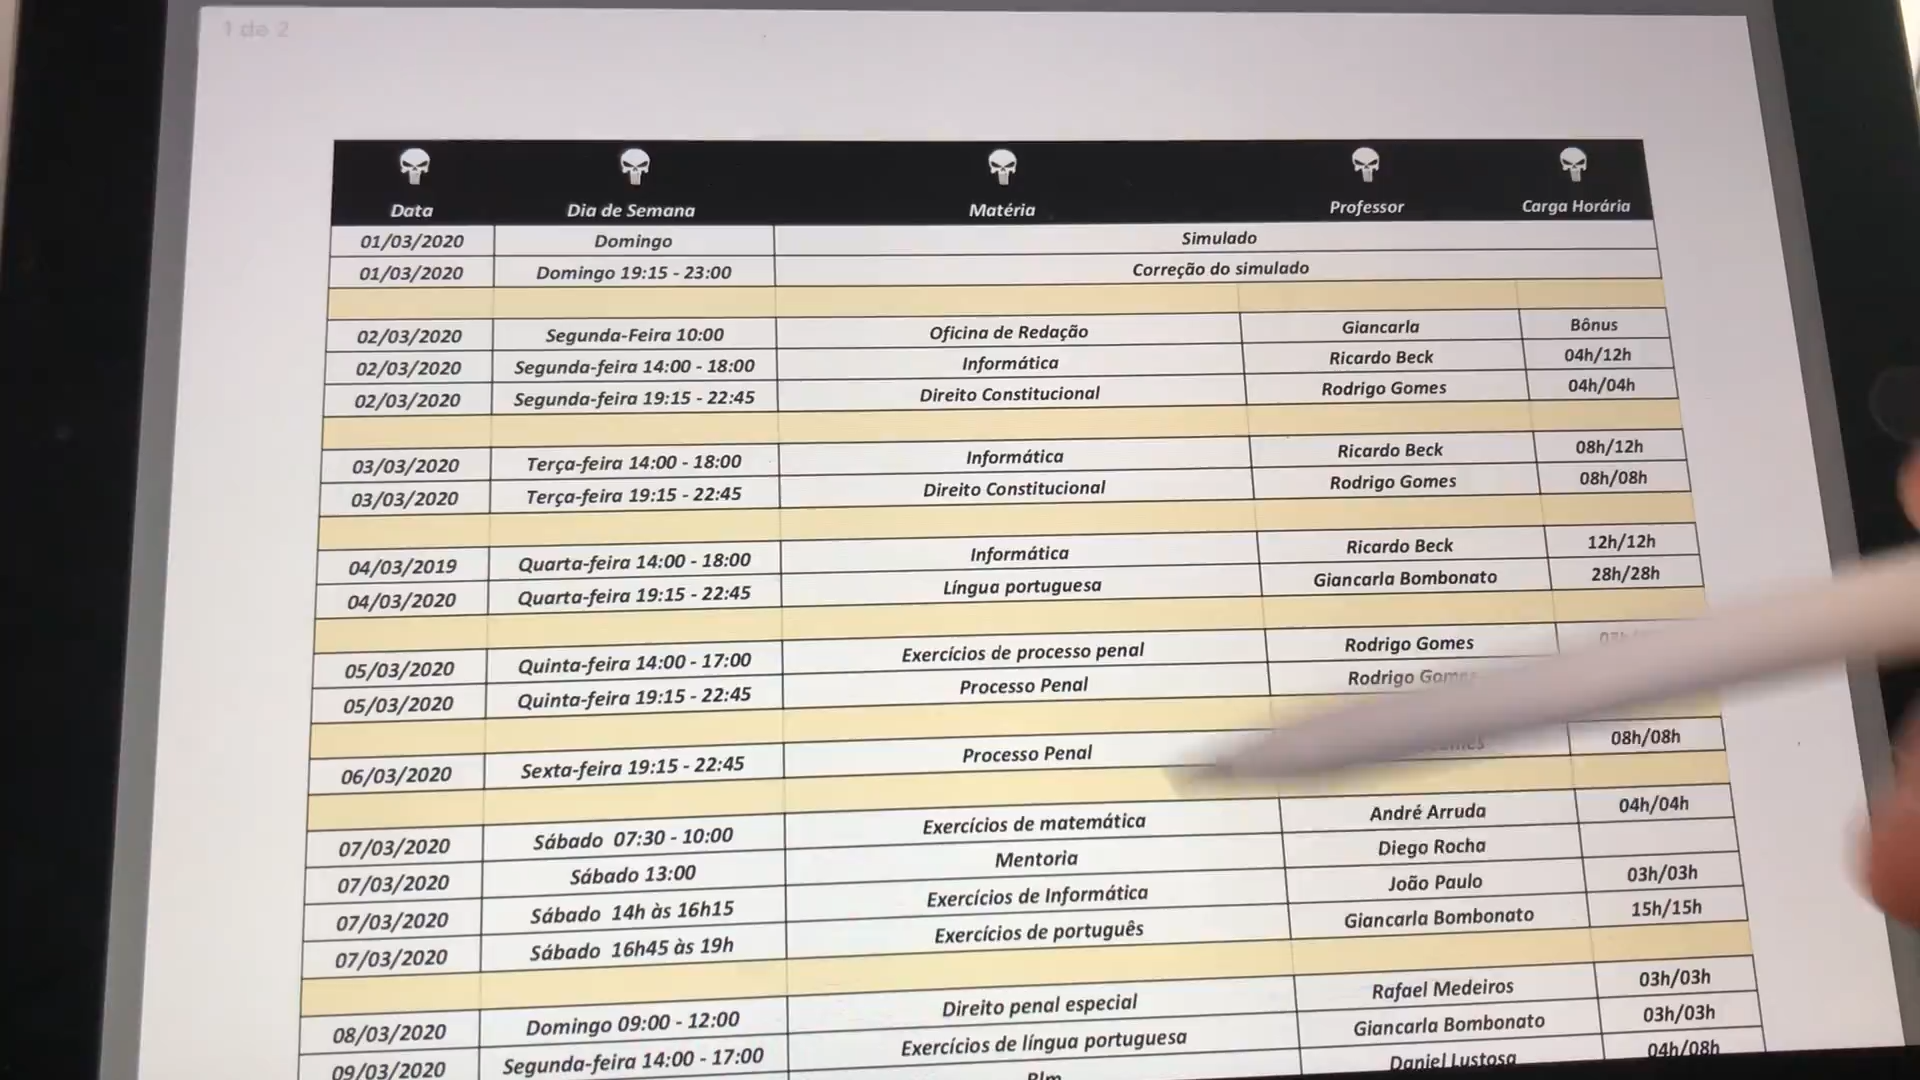 1 de 2
Data Dia de Semana Matéria Professor Carga Horária
01/03/2020 Domingo Simulado
01/03/2020 Domingo 19:15 - 23:00 Correção do simulado
02/03/2020 Segunda-Feira 10:00 Oficina de Redação Giancarla Bônus
02/03/2020 Segunda-feira 14:00 - 18:00 Informática Ricardo Beck 04h/12h
02/03/2020 Segunda-feira 19:15 - 22:45 Direito Constitucional Rodrigo Gomes 04h/04h
03/03/2020 Terça-feira 14:00 - 18:00 Informática Ricardo Beck 08h/12h
03/03/2020 Terça-feira 19:15 - 22:45 Direito Constitucional Rodrigo Gomes 08h/08h
04/03/2019 Quarta-feira 14:00 - 18:00 Informática Ricardo Beck 12h/12h
04/03/2020 Quarta-feira 19:15 - 22:45 Língua portuguesa Giancarla Bombonato 28h/28h
05/03/2020 Quinta-feira 14:00 - 17:00 Exercícios de processo penal Rodrigo Gomes
05/03/2020 Quinta-feira 19:15 - 22:45 Processo Penal Rodrigo Gomes
06/03/2020 Sexta-feira 19:15 - 22:45 Processo Penal 08h/08h
07/03/2020 Sábado 07:30 - 10:00 Exercícios de matemática André Arruda 04h/04h
07/03/2020 Sábado 13:00 Mentoria Diego Rocha
07/03/2020 Sábado 14h às 16h15 Exercícios de Informática João Paulo 03h/03h
07/03/2020 Sábado 16h45 às 19h Exercícios de português Giancarla Bombonato 15h/15h
08/03/2020 Domingo 09:00 - 12:00 Direito penal especial Rafael Medeiros 03h/03h
09/03/2020 Segunda-feira 14:00 - 17:00 Exercícios de língua portuguesa Giancarla Bombonato 03h/03h
Rlm Daniel Lustosa 04h/08h